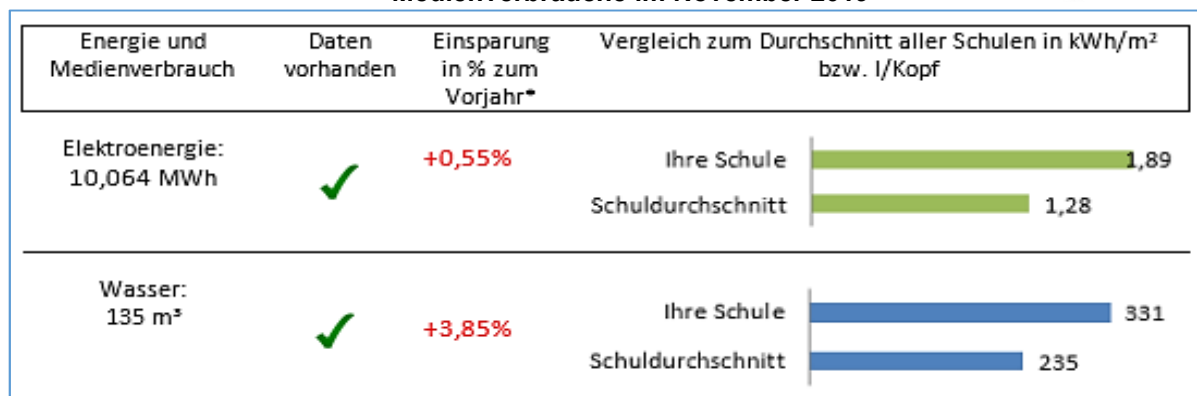 Energie und Medienverbrauch
Daten vorhanden
Einsparung in % zum Vorjahr*
Vergleich zum Durchschnitt aller Schulen in kWh/m² bzw. l/Kopf
Elektroenergie:
10,064 MWh
+0,55%
Ihre Schule
1,89
Schuldurchschnitt
1,28
Wasser:
135 m³
+3,85%
Ihre Schule
331
Schuldurchschnitt
235